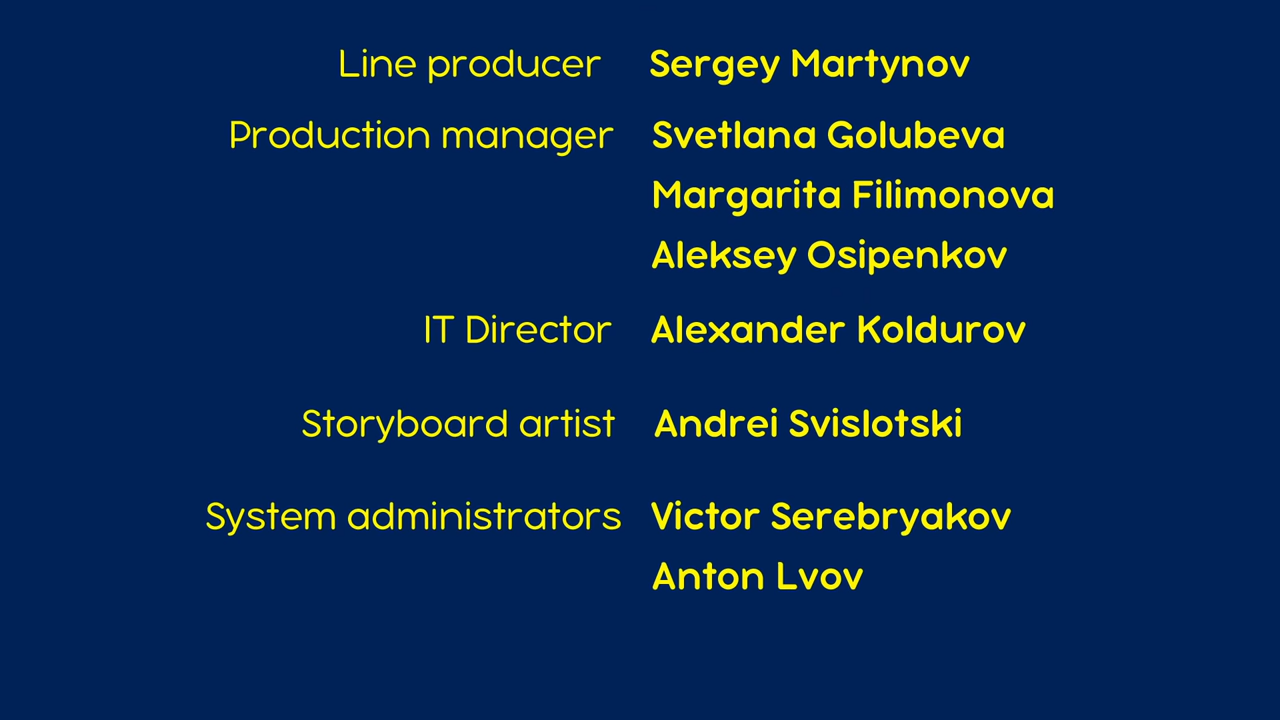 Line producer Sergey Martynov
Production manager Svetlana Golubeva
Margarita Filimonova
Aleksey Osipenkov
IT Director Alexander Koldurov
Storyboard artist Andrei Svislotski
System administrators Victor Serebryakov
Anton Lvov